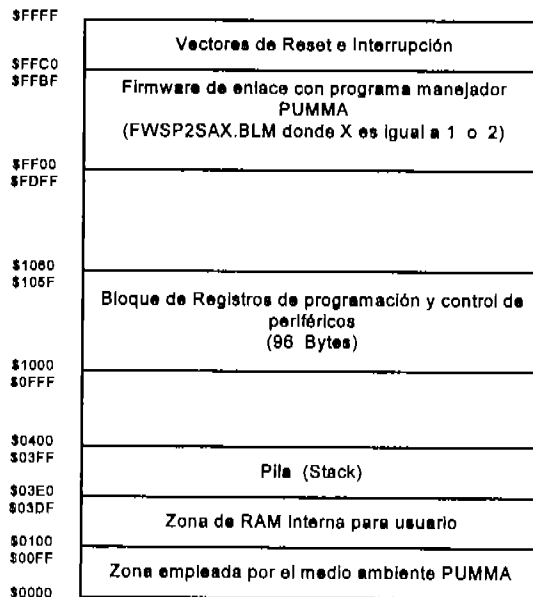 $FFFF
Vectores de Reset e Interrupción
$FFC0
$FFBF
Firmware de enlace con programa manejador
PUMMA
(FWSP2SAX.BLM donde X es igual a 1 o 2)
$FF00
$FDFF
$1060
$105F
Bloque de Registros de programación y control de
periféricos
(96 Bytes)
$1000
$0FFF
$0400
$03FF
Pila (Stack)
$03E0
$03DF
Zona de RAM Interna para usuario
$0100
$00FF
Zona empleada por el medio ambiente PUMMA
$0000